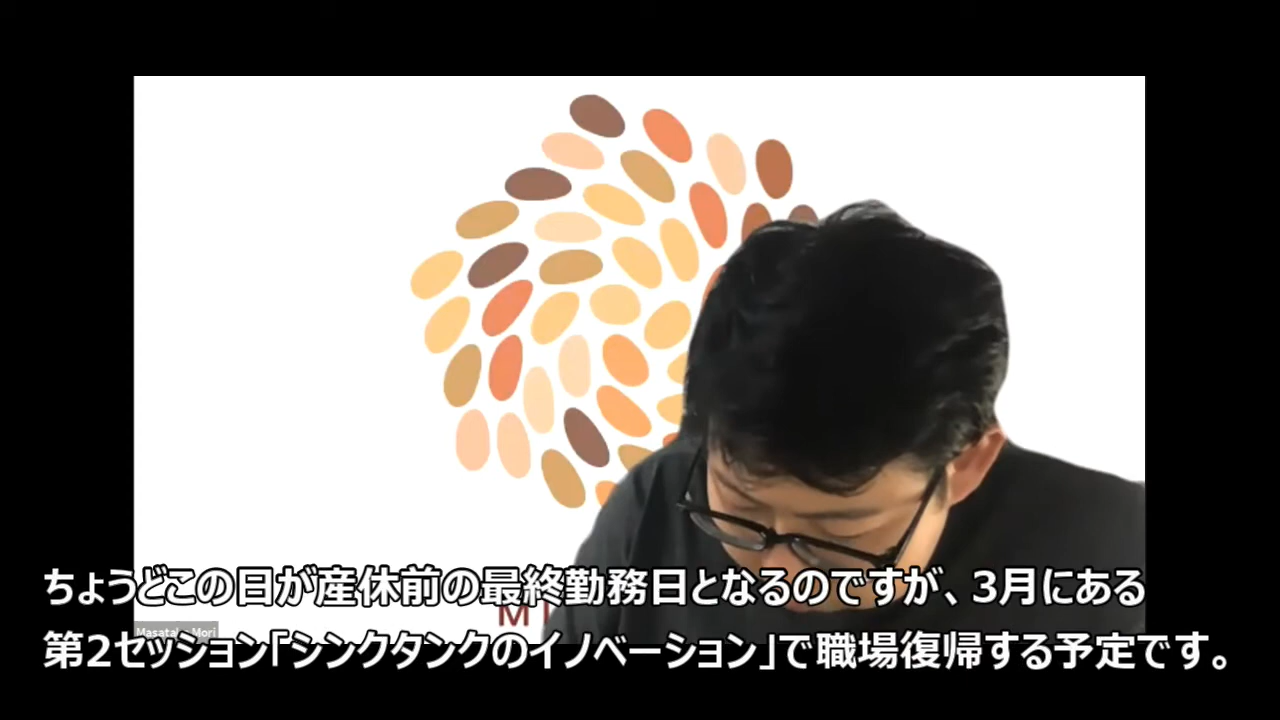 Masataka Mori
ちょうどこの日が産休前の最終勤務日となるのですが、3月にある
第2セッション「シンクタンクのイノベーション」で職場復帰する予定です。